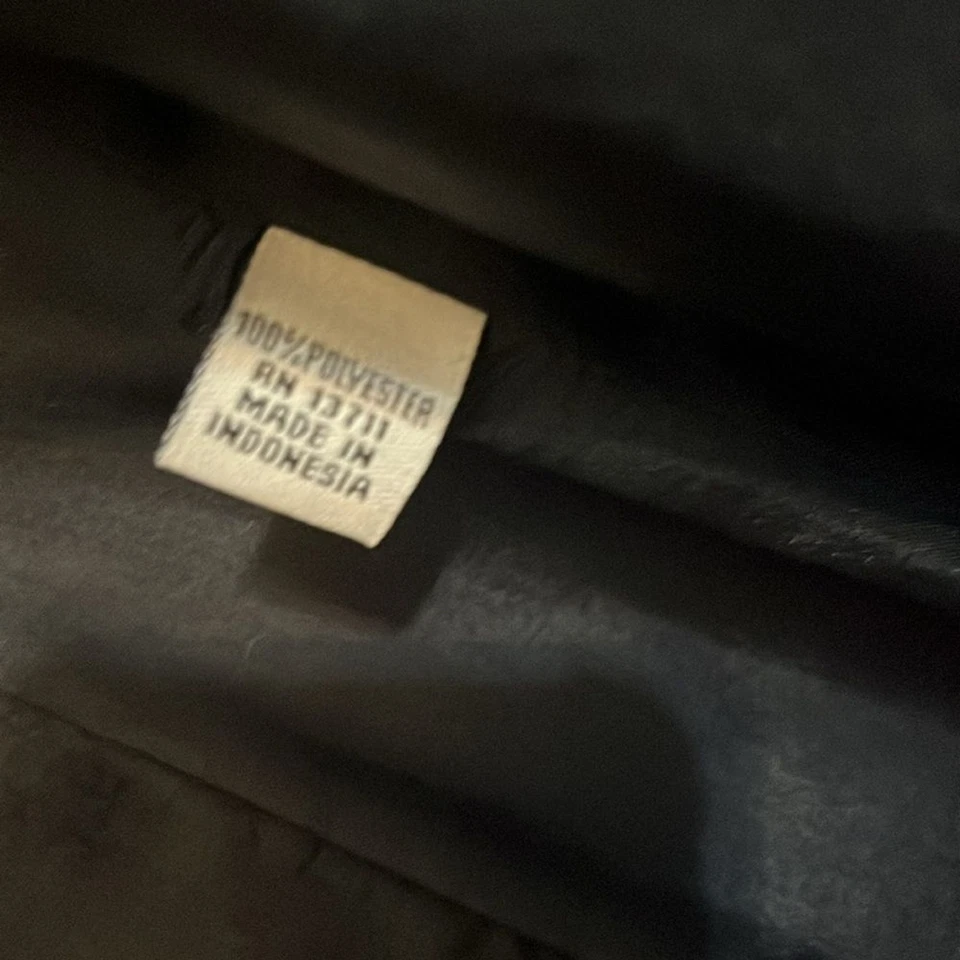 100%POLYESTER
RN 13711
MADE IN
INDONESIA